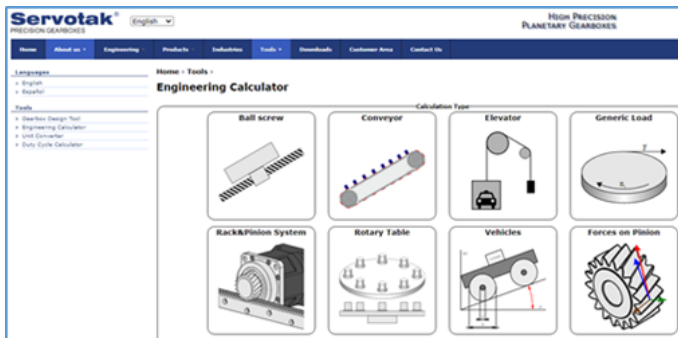 Servotak®
English
PRECISION GEARBOXES
HIGH PRECISION
PLANETARY GEARBOXES
Home About us Engineering Products Industries Tools Downloads Customer Area Contact Us
Languages
» English
» Español
Tools
» Gearbox Design Tool
» Engineering Calculator
» Unit Converter
» Duty Cycle Calculator
Home › Tools ›
Engineering Calculator
Calculation Type
Ball screw
Conveyor
Elevator
Generic Load
Rack&Pinion System
Rotary Table
Vehicles
Forces on Pinion